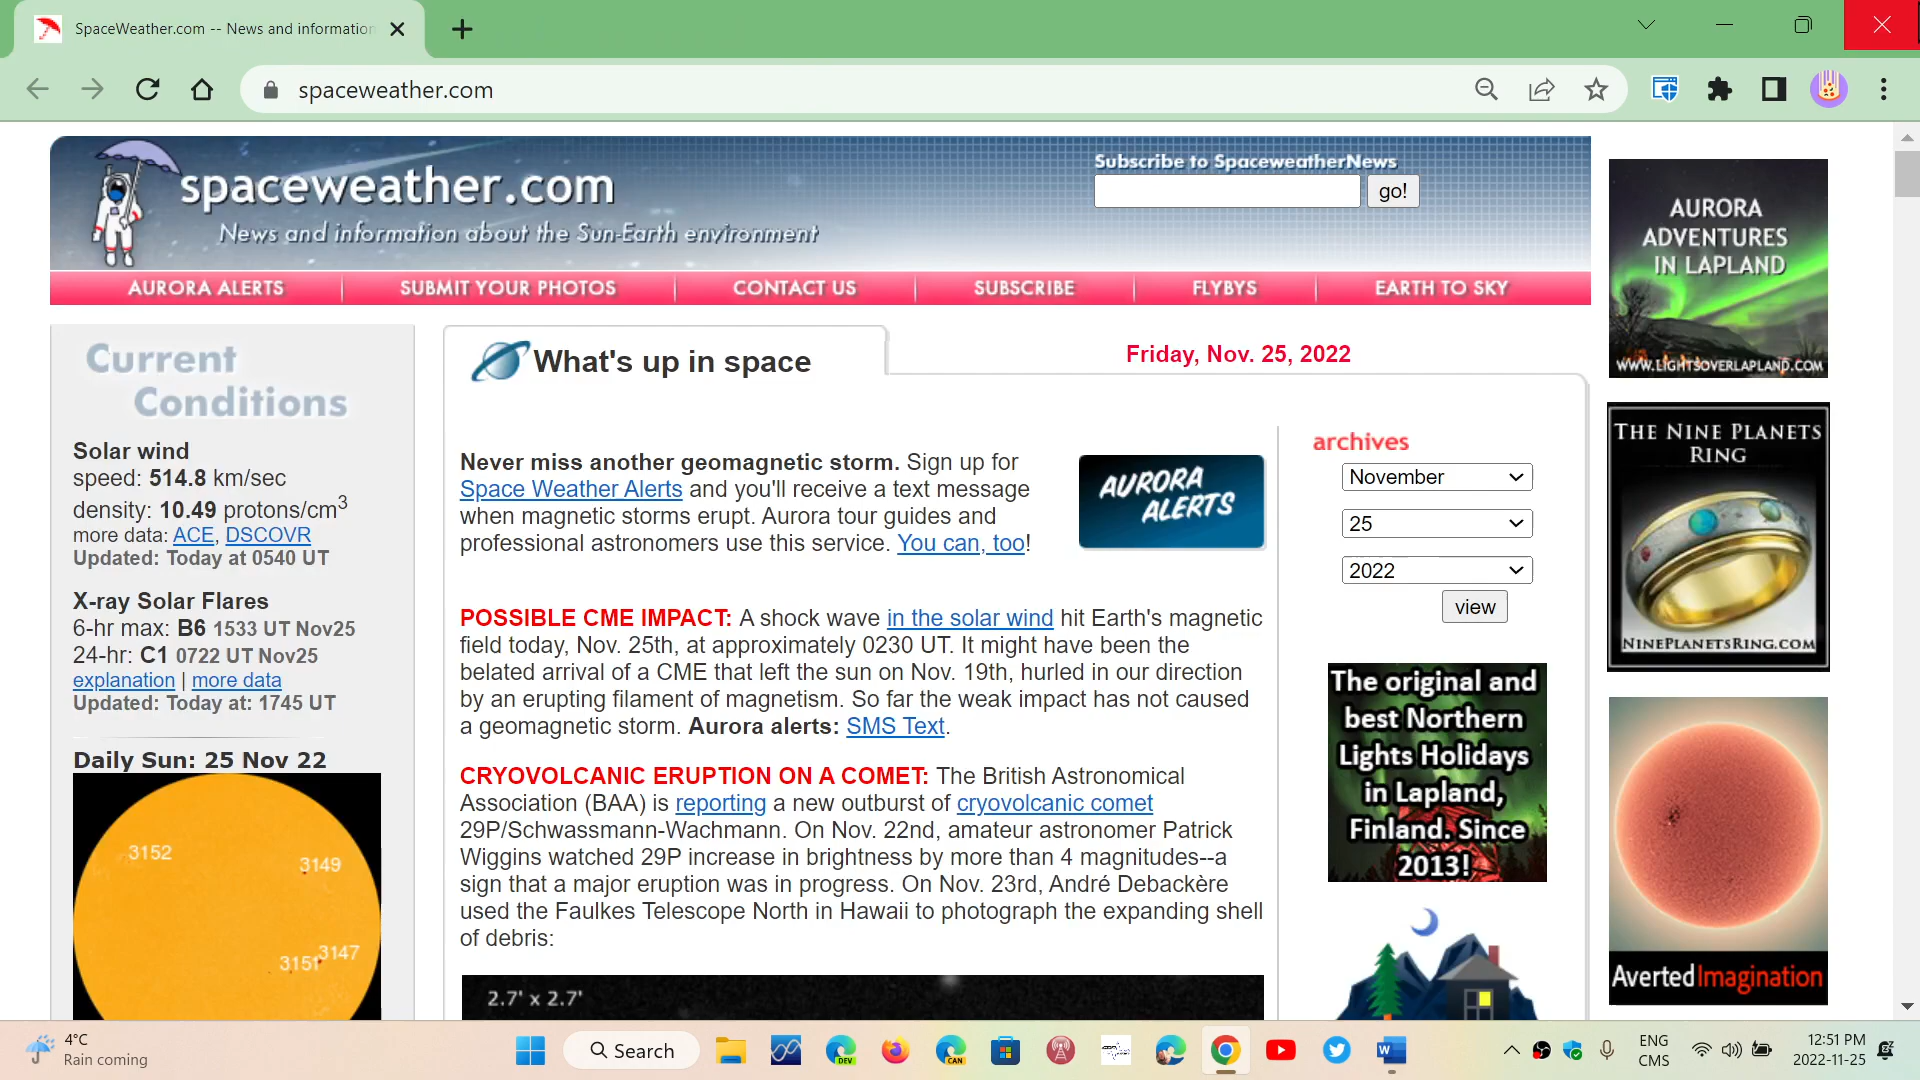 SpaceWeather.com -- News and information
spaceweather.com
spaceweather.com
News and information about the Sun-Earth environment
Subscribe to SpaceweatherNews
go!
AURORA ALERTS
SUBMIT YOUR PHOTOS
CONTACT US
SUBSCRIBE
FLYBYS
EARTH TO SKY
Current
Conditions
Solar wind
speed: 514.8 km/sec
density: 10.49 protons/cm3
more data: ACE, DSCOVR
Updated: Today at 0540 UT
X-ray Solar Flares
6-hr max: B6 1533 UT Nov25
24-hr: C1 0722 UT Nov25
explanation | more data
Updated: Today at: 1745 UT
Daily Sun: 25 Nov 22
3152
3149
3147
3151
What's up in space
Friday, Nov. 25, 2022
Never miss another geomagnetic storm. Sign up for
Space Weather Alerts and you'll receive a text message
when magnetic storms erupt. Aurora tour guides and
professional astronomers use this service. You can, too!
AURORA
ALERTS
POSSIBLE CME IMPACT: A shock wave in the solar wind hit Earth's magnetic
field today, Nov. 25th, at approximately 0230 UT. It might have been the
belated arrival of a CME that left the sun on Nov. 19th, hurled in our direction
by an erupting filament of magnetism. So far the weak impact has not caused
a geomagnetic storm. Aurora alerts: SMS Text.
CRYOVOLCANIC ERUPTION ON A COMET: The British Astronomical
Association (BAA) is reporting a new outburst of cryovolcanic comet
29P/Schwassmann-Wachmann. On Nov. 22nd, amateur astronomer Patrick
Wiggins watched 29P increase in brightness by more than 4 magnitudes--a
sign that a major eruption was in progress. On Nov. 23rd, André Debackère
used the Faulkes Telescope North in Hawaii to photograph the expanding shell
of debris:
2.7' x 2.7'
archives
November
25
2022
view
The original and
best Northern
Lights Holidays
in Lapland,
Finland. Since
2013!
AURORA
ADVENTURES
IN LAPLAND
WWW.LIGHTSOVERLAPLAND.COM
THE NINE PLANETS
RING
NINEPLANETSRING.COM
AvertedImagination
4°C
Rain coming
Search
DEV
CAN
W
ENG
CMS
12:51 PM
2022-11-25